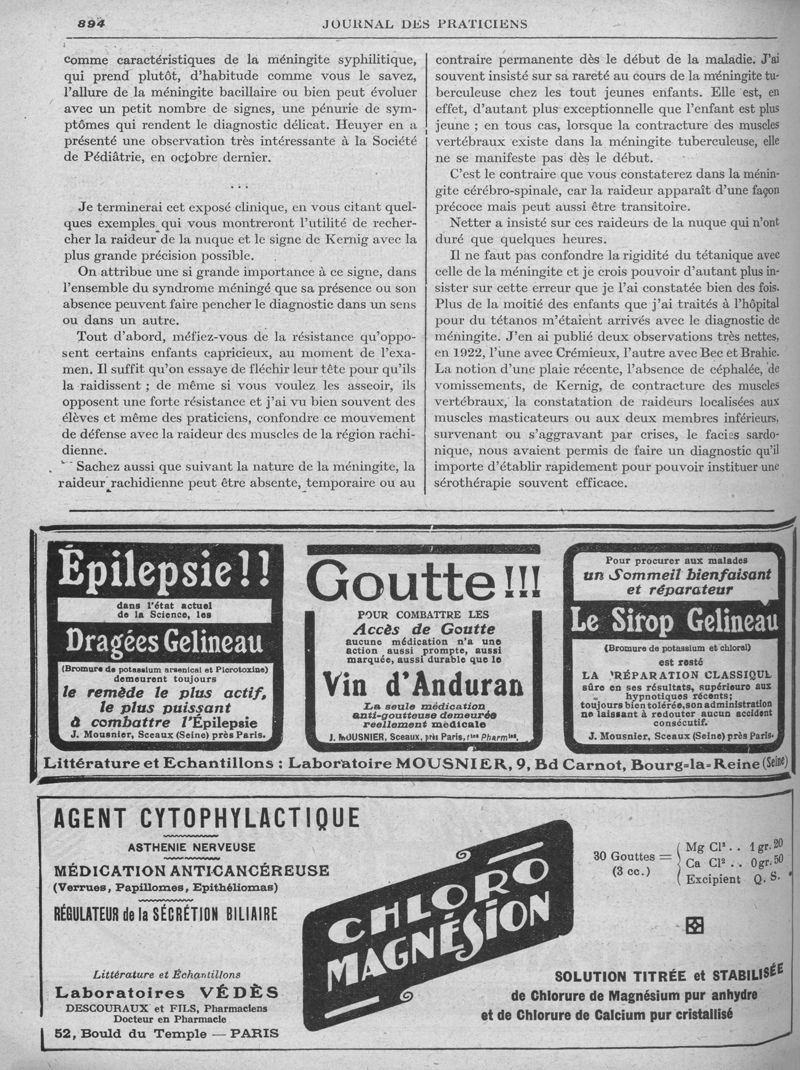 894
JOURNAL DES PRATICIENS
comme caractéristiques de la méningite syphilitique,
qui prend plutôt, d'habitude comme vous le savez,
l'allure de la méningite bacillaire ou bien peut évoluer
avec un petit nombre de signes, une pénurie de sym-
ptômes qui rendent le diagnostic délicat. Heuyer en a
présenté une observation très intéressante à la Société
de Pédiâtrie, en octobre dernier.
...
Je terminerai cet exposé clinique, en vous citant quel-
ques exemples qui vous montreront l'utilité de recher-
cher la raideur de la nuque et le signe de Kernig avec la
plus grande précision possible.
On attribue une si grande importance à ce signe, dans
l'ensemble du syndrome méningé que sa présence ou son
absence peuvent faire pencher le diagnostic dans un sens
ou dans un autre.
Tout d'abord, méfiez-vous de la résistance qu'oppo-
sent certains enfants capricieux, au moment de l'exa-
men. Il suffit qu'on essaye de fléchir leur tête pour qu'ils
la raidissent ; de même si vous voulez les asseoir, ils
opposent une forte résistance et j'ai vu bien souvent des
élèves et même des praticiens, confondre ce mouvement
de défense avec la raideur des muscles de la région rachi-
dienne.
Sachez aussi que suivant la nature de la méningite, la
raideur rachidienne peut être absente, temporaire ou au
contraire permanente dès le début de la maladie. J'ai
souvent insisté sur sa rareté au cours de la méningite tu-
berculeuse chez les tout jeunes enfants. Elle est, en
effet, d'autant plus exceptionnelle que l'enfant est plus
jeune ; en tous cas, lorsque la contracture des muscles
vertébraux existe dans la méningite tuberculeuse, elle
ne se manifeste pas dès le début.
C'est le contraire que vous constaterez dans la ménin-
gite cérébro-spinale, car la raideur apparaît d'une façon
précoce mais peut aussi être transitoire.
Netter a insisté sur ces raideurs de la nuque qui n'ont
duré que quelques heures.
Il ne faut pas confondre la rigidité du tétanique avec
celle de la méningite et je crois pouvoir d'autant plus in-
sister sur cette erreur que je l'ai constatée bien des fois.
Plus de la moitié des enfants que j'ai traités à l'hôpital
pour du tétanos m'étaient arrivés avec le diagnostic de
méningite. J'en ai publié deux observations très nettes,
en 1922, l'une avec Crémieux, l'autre avec Bec et Brahic.
La notion d'une plaie récente, l'absence de céphalée, de
vomissements, de Kernig, de contracture des muscles
vertébraux, la constatation de raideurs localisées aux
muscles masticateurs ou aux deux membres inférieurs,
survenant ou s'aggravant par crises, le facies sardo-
nique, nous avaient permis de faire un diagnostic qu'il
importe d'établir rapidement pour pouvoir instituer une
sérothérapie souvent efficace.
Épilepsie!!
dans l'état actuel
de la Science, les
Dragées Gelineau
(Bromure de potassium arsenical et Picrotoxine)
demeurent toujours
le remède le plus actif,
le plus puissant
à combattre l'Épilepsie
J. Mousnier, Sceaux (Seine) près Paris.
Goutte!!!
POUR COMBATTRE LES
Accès de Goutte
aucune médication n'a une
action aussi prompte, aussi
marquée, aussi durable que le
Vin d'Anduran
La seule médication
anti-goutteuse demeurée
réellement médicale
J. MOUSNIER, Sceaux, près Paris, et les Pharmies.
Pour procurer aux malades
un Sommeil bienfaisant
et réparateur
Le Sirop Gelineau
(Bromure de potassium et chloral)
est resté
LA PRÉPARATION CLASSIQUE
sûre en ses résultats, supérieure aux
hypnotiques récents;
toujours bien tolérée, son administration
ne laissant à redouter aucun accident
consécutif.
J. Mousnier, Sceaux (Seine) près Paris.
Littérature et Echantillons : Laboratoire MOUSNIER, 9, Bd Carnot, Bourg-la-Reine (Seine)
AGENT CYTOPHYLACTIQUE
ASTHENIE NERVEUSE
MÉDICATION ANTICANCÉREUSE
(Verrues, Papillomes, Epithéliomas)
RÉGULATEUR de la SÉCRÉTION BILIAIRE
Littérature et Échantillons
Laboratoires VÉDÈS
DESCOURAUX et FILS, Pharmaciens
Docteur en Pharmacie
52, Bould du Temple — PARIS
CHLORO
MAGNÉSION
30 Gouttes =
(3 cc.)
Mg Cl² . . 1 gr. 20
Ca Cl² . . 0 gr. 50
Excipient Q. S.
SOLUTION TITRÉE et STABILISÉE
de Chlorure de Magnésium pur anhydre
et de Chlorure de Calcium pur cristallisé